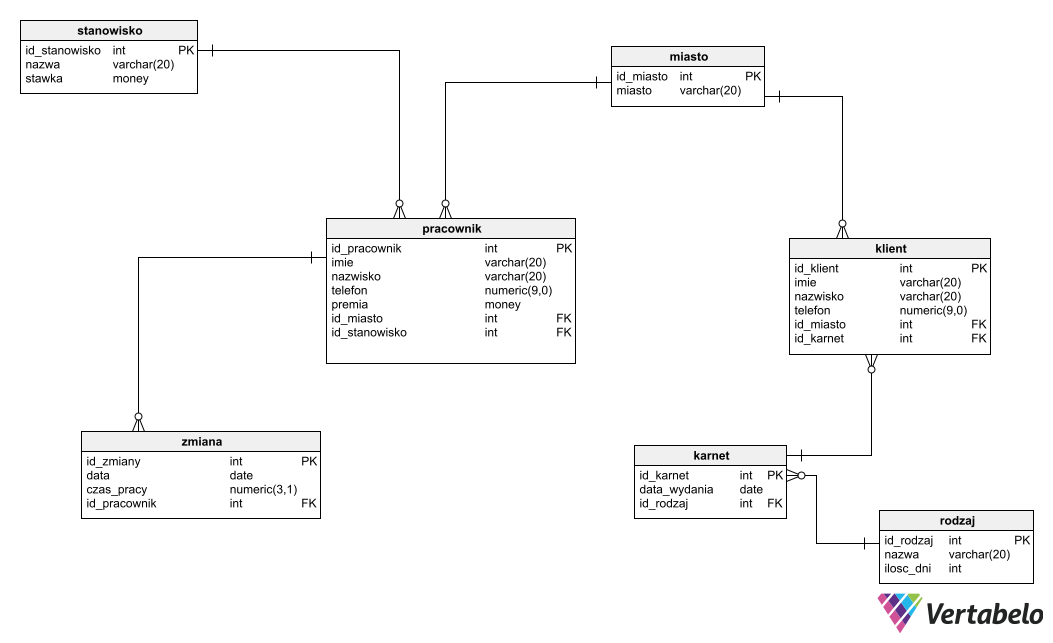 stanowisko
id_stanowisko int PK
nazwa varchar(20)
stawka money
miasto
id_miasto int PK
miasto varchar(20)
pracownik
id_pracownik int PK
imie varchar(20)
nazwisko varchar(20)
telefon numeric(9,0)
premia money
id_miasto int FK
id_stanowisko int FK
klient
id_klient int PK
imie varchar(20)
nazwisko varchar(20)
telefon numeric(9,0)
id_miasto int FK
id_karnet int FK
zmiana
id_zmiany int PK
data date
czas_pracy numeric(3,1)
id_pracownik int FK
karnet
id_karnet int PK
data_wydania date
id_rodzaj int FK
rodzaj
id_rodzaj int PK
nazwa varchar(20)
ilosc_dni int
Vertabelo